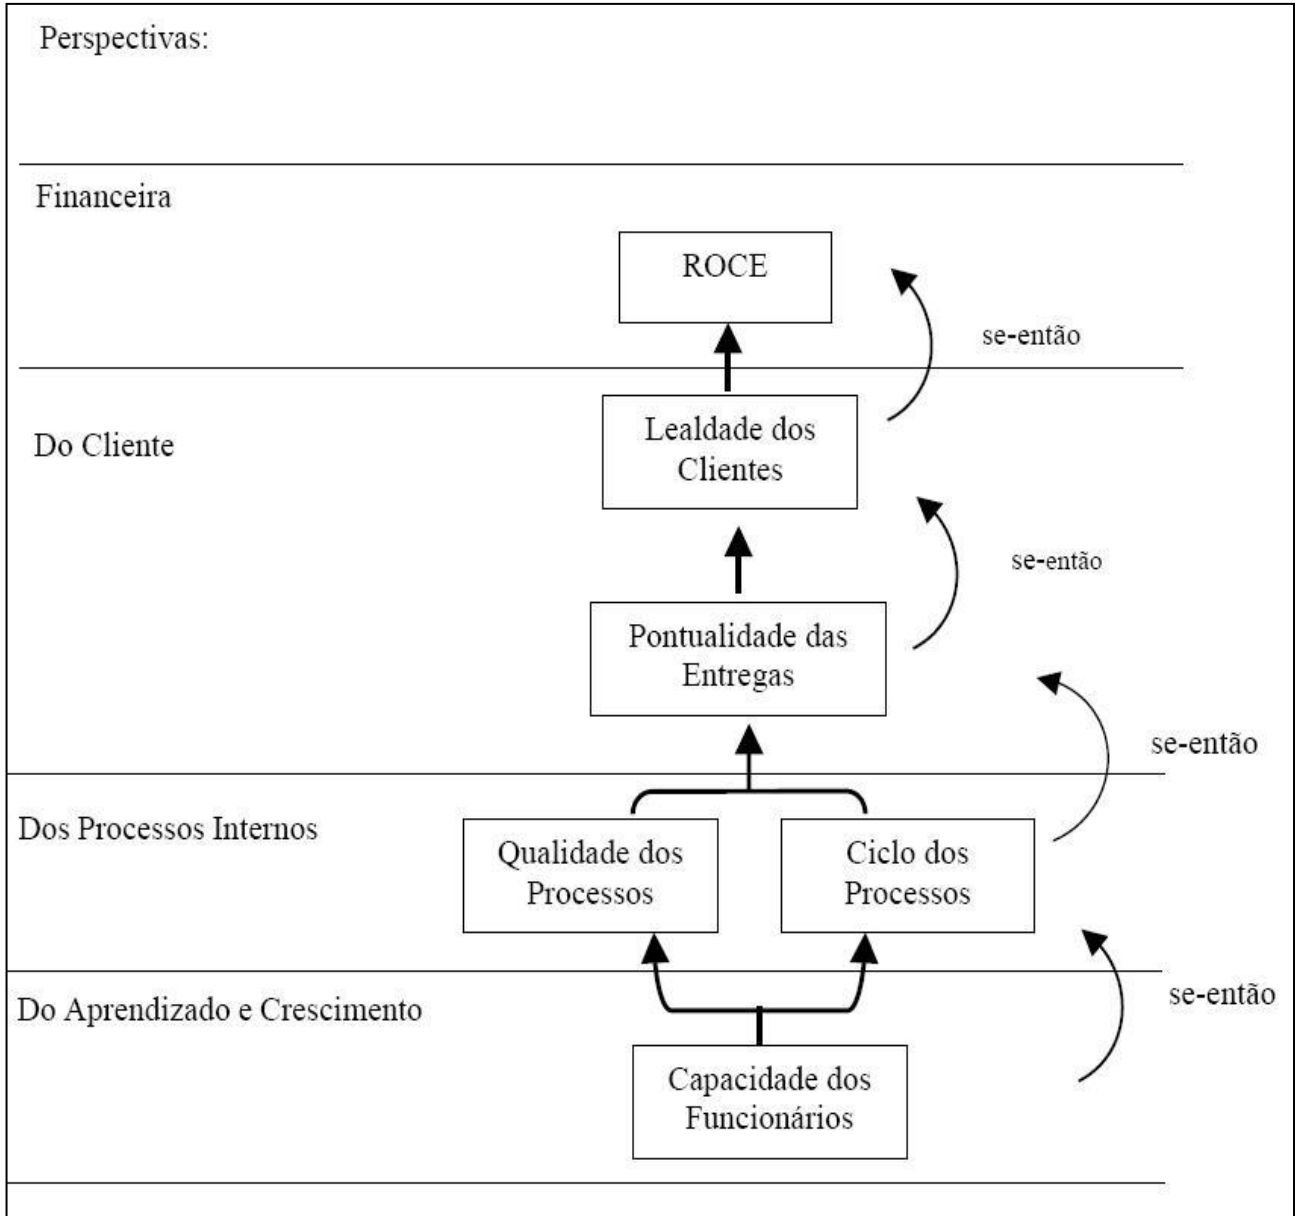 Perspectivas:
Financeira
ROCE
se-então
Lealdade dos
Clientes
Do Cliente
se-então
Pontualidade das
Entregas
se-então
Dos Processos Internos
Qualidade dos
Processos
Ciclo dos
Processos
Do Aprendizado e Crescimento
se-então
Capacidade dos
Funcionários